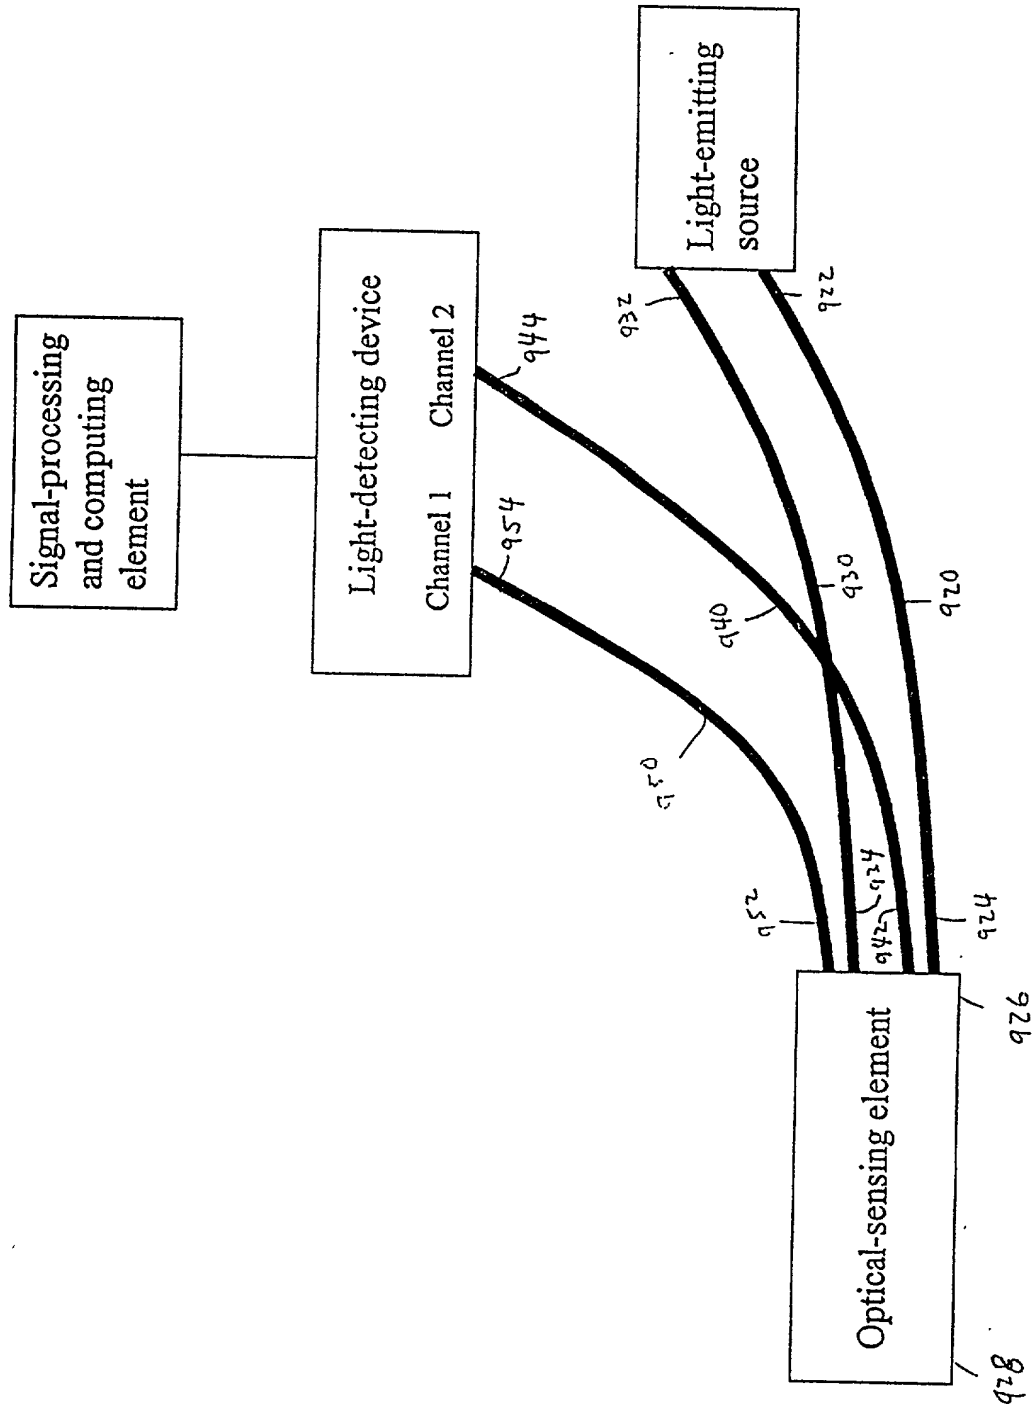 Signal-processing
and computing
element
Light-detecting device
Channel 1 Channel 2
954
944
Light-emitting
source
932
922
950
940
930
920
952
924
942
924
Optical-sensing element
926
928